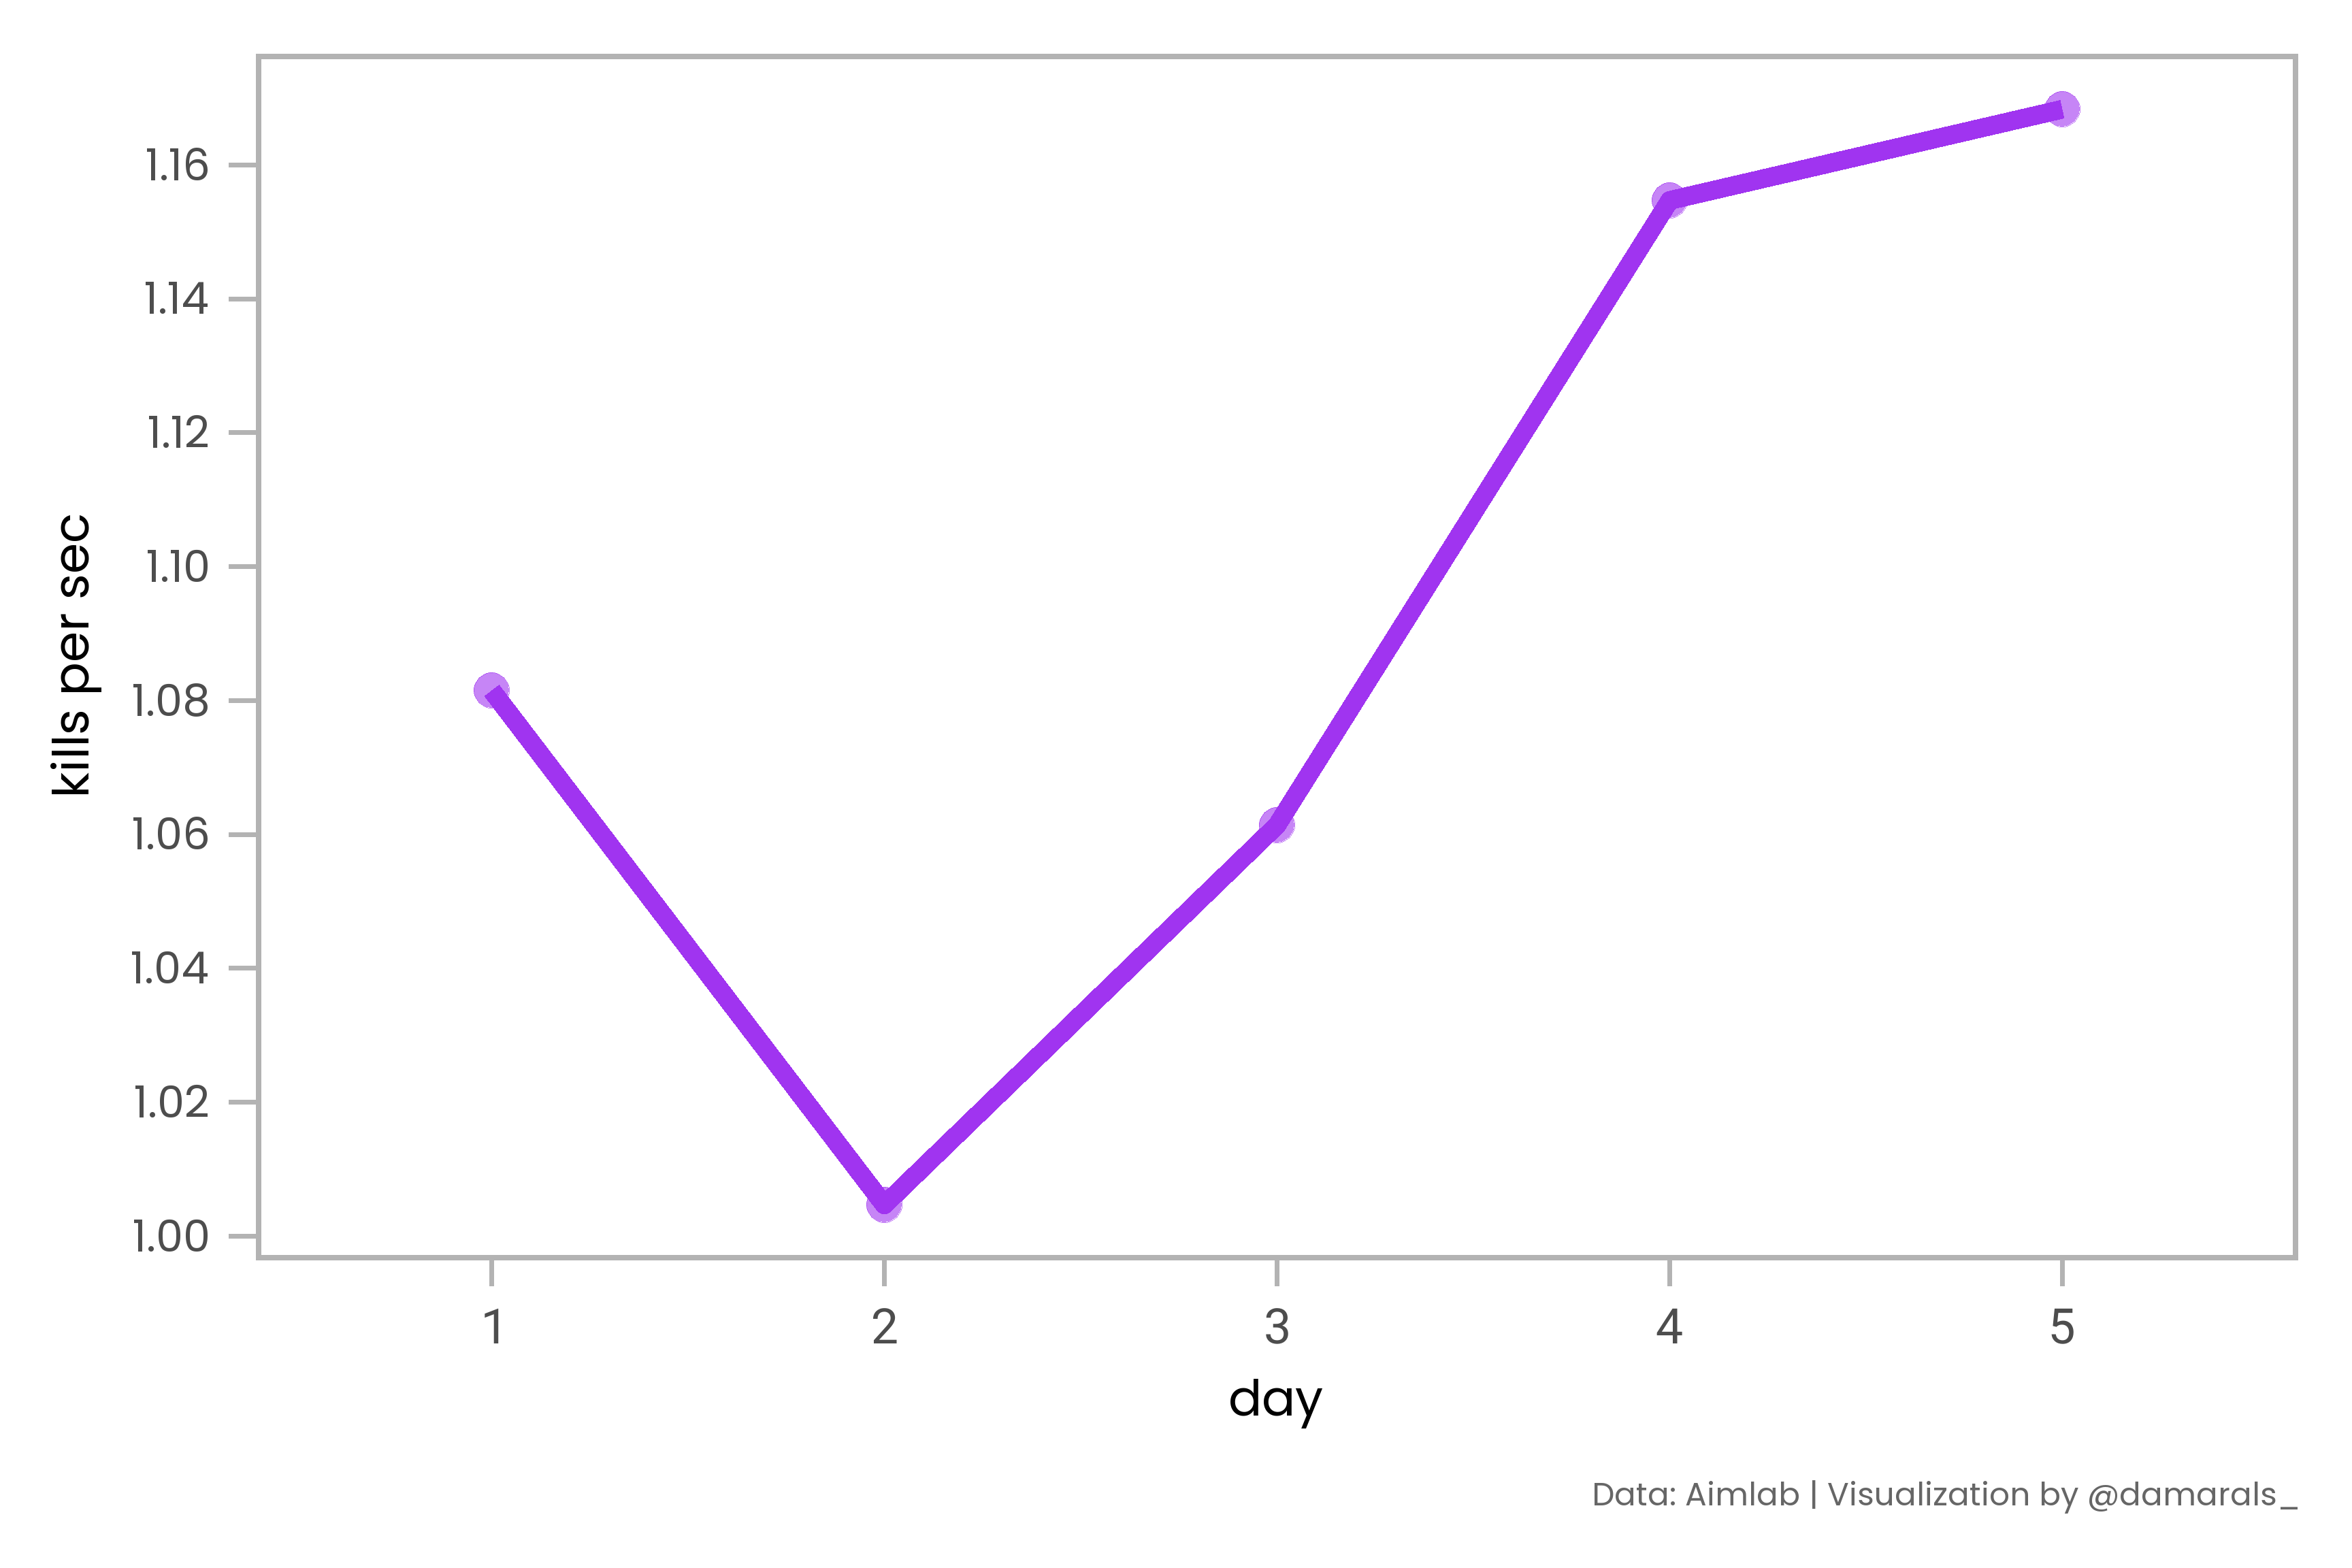 kills per sec
1.16
1.14
1.12
1.10
1.08
1.06
1.04
1.02
1.00
1 2 3 4 5
day
Data: Aimlab | Visualization by @damarals_